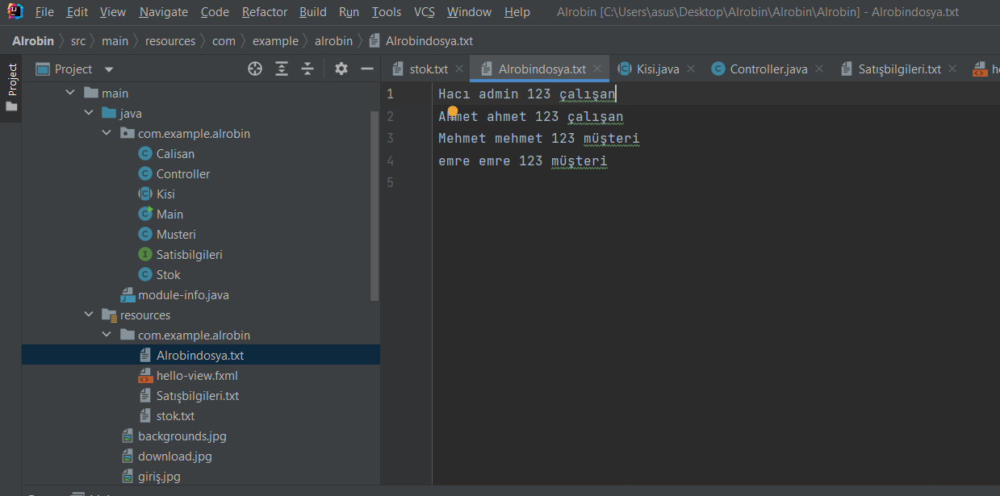 File Edit View Navigate Code Refactor Build Run Tools VCS Window Help Alrobin [C:\Users\asus\Desktop\Alrobin\Alrobin\Alrobin] - Alrobindosya.txt
Alrobin src main resources com example alrobin Alrobindosya.txt
Project
Project
stok.txt Alrobindosya.txt Kisi.java Controller.java Satışbilgileri.txt
main
java
com.example.alrobin
Calisan
Controller
Kisi
Main
Musteri
Satisbilgileri
Stok
module-info.java
resources
com.example.alrobin
Alrobindosya.txt
hello-view.fxml
Satışbilgileri.txt
stok.txt
backgrounds.jpg
download.jpg
giriş.jpg
1 Hacı admin 123 çalışan
2 Ahmet ahmet 123 çalışan
3 Mehmet mehmet 123 müşteri
4 emre emre 123 müşteri
5